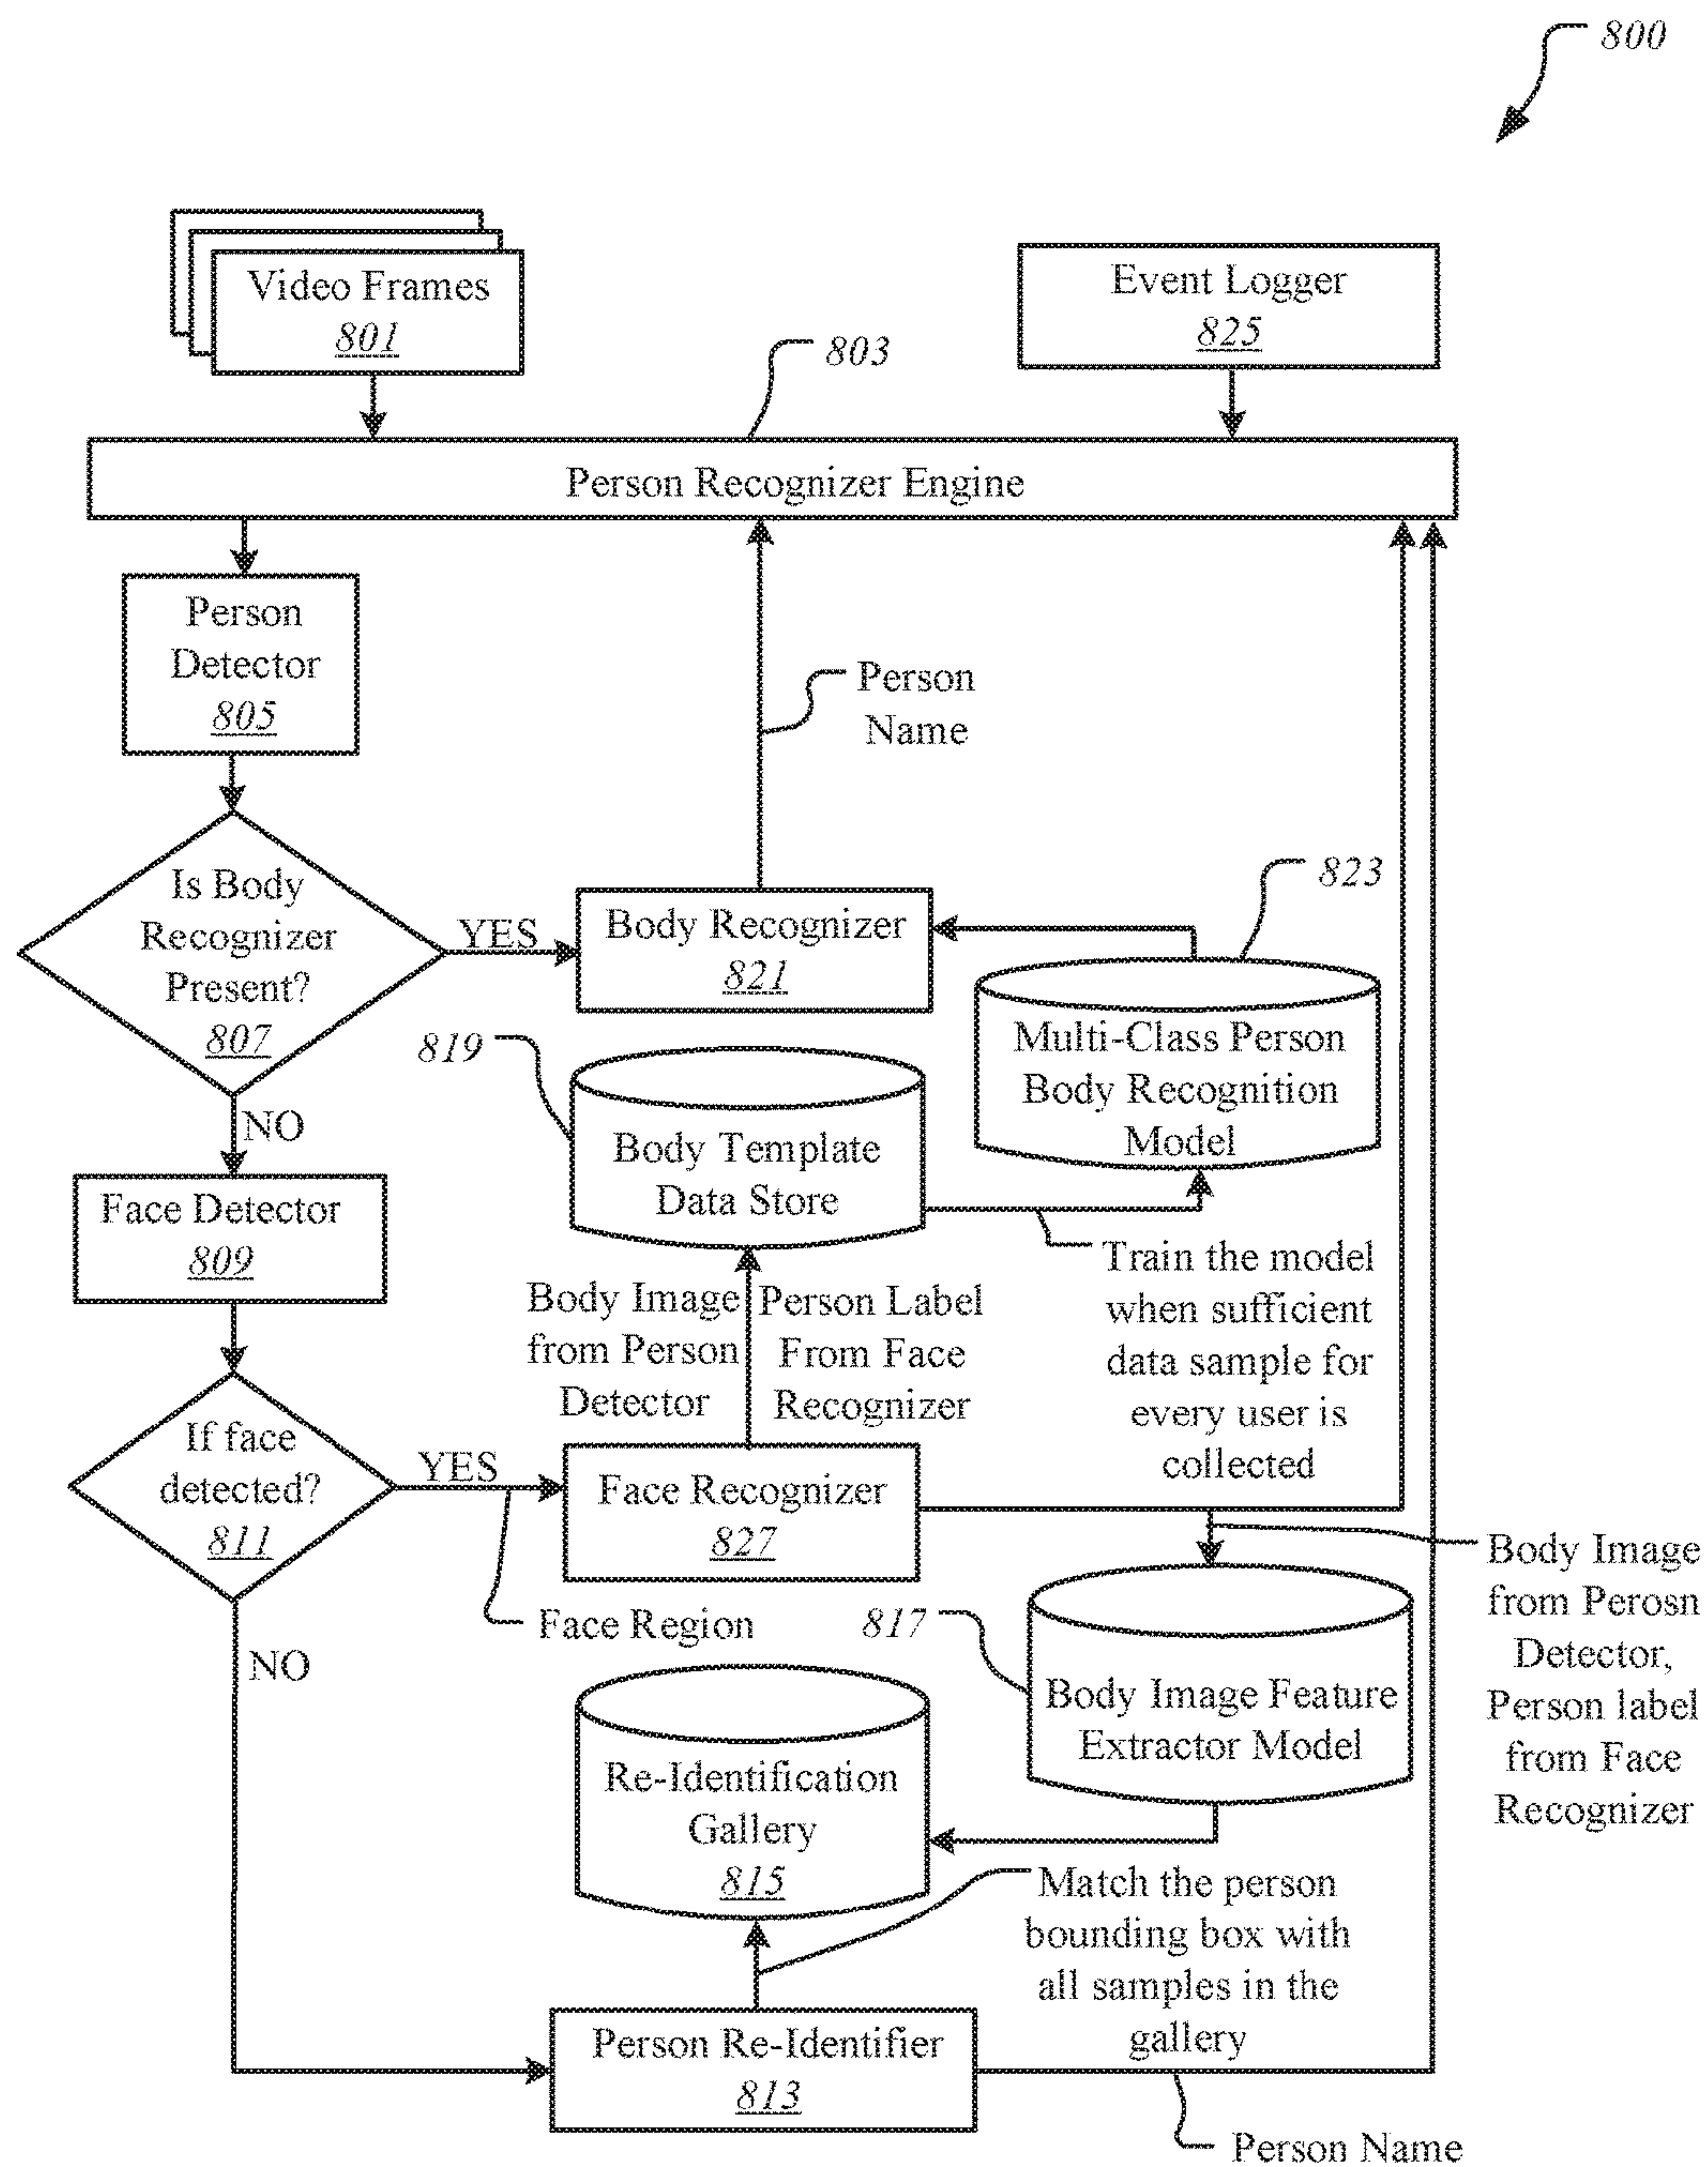 800
Video Frames
801
Event Logger
825
803
Person Recognizer Engine
Person
Detector
805
Person
Name
Is Body
Recognizer
Present?
807
YES
Body Recognizer
821
823
Multi-Class Person
Body Recognition
Model
819
Body Template
Data Store
NO
Face Detector
809
Train the model
when sufficient
data sample for
every user is
collected
Body Image
from Person
Detector
Person Label
From Face
Recognizer
If face
detected?
811
YES
Face Recognizer
827
Face Region
NO
Body Image
from Perosn
Detector,
Person label
from Face
Recognizer
817
Body Image Feature
Extractor Model
Re-Identification
Gallery
815
Match the person
bounding box with
all samples in the
gallery
Person Re-Identifier
813
Person Name